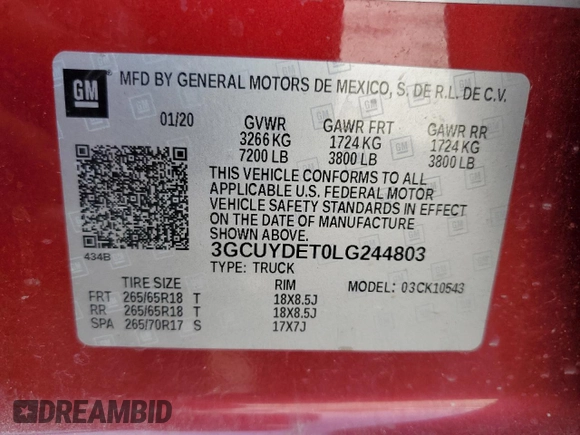 GM ® MFD BY GENERAL MOTORS DE MEXICO, S. DE R.L. DE C.V.
01/20 GVWR GAWR FRT GAWR RR
3266 KG 1724 KG 1724 KG
7200 LB 3800 LB 3800 LB
THIS VEHICLE CONFORMS TO ALL
APPLICABLE U.S. FEDERAL MOTOR
VEHICLE SAFETY STANDARDS IN EFFECT
ON THE DATE OF MANUFACTURE
SHOWN ABOVE.
434B 3GCUYDET0LG244803
TYPE: TRUCK
TIRE SIZE RIM MODEL: 03CK10543
FRT 265/65R18 T 18X8.5J
RR 265/65R18 T 18X8.5J
SPA 265/70R17 S 17X7J
DREAMBID